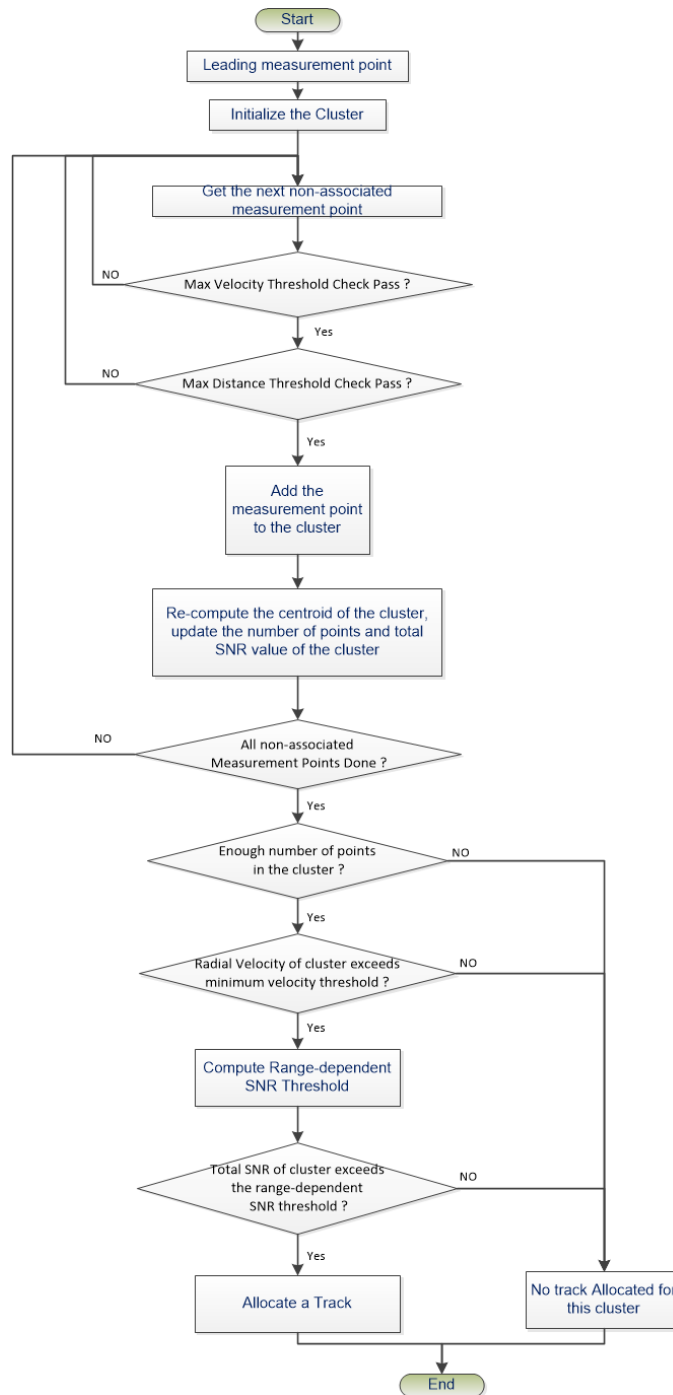 Start
Leading measurement point
Initialize the Cluster
Get the next non-associated
measurement point
NO
Max Velocity Threshold Check Pass ?
Yes
NO
Max Distance Threshold Check Pass ?
Yes
Add the
measurement point
to the cluster
Re-compute the centroid of the cluster,
update the number of points and total
SNR value of the cluster
NO
All non-associated
Measurement Points Done ?
Yes
Enough number of points
in the cluster ?
NO
Yes
Radial Velocity of cluster exceeds
minimum velocity threshold ?
NO
Yes
Compute Range-dependent
SNR Threshold
Total SNR of cluster exceeds
the range-dependent
SNR threshold ?
NO
Yes
Allocate a Track
No track Allocated for
this cluster
End